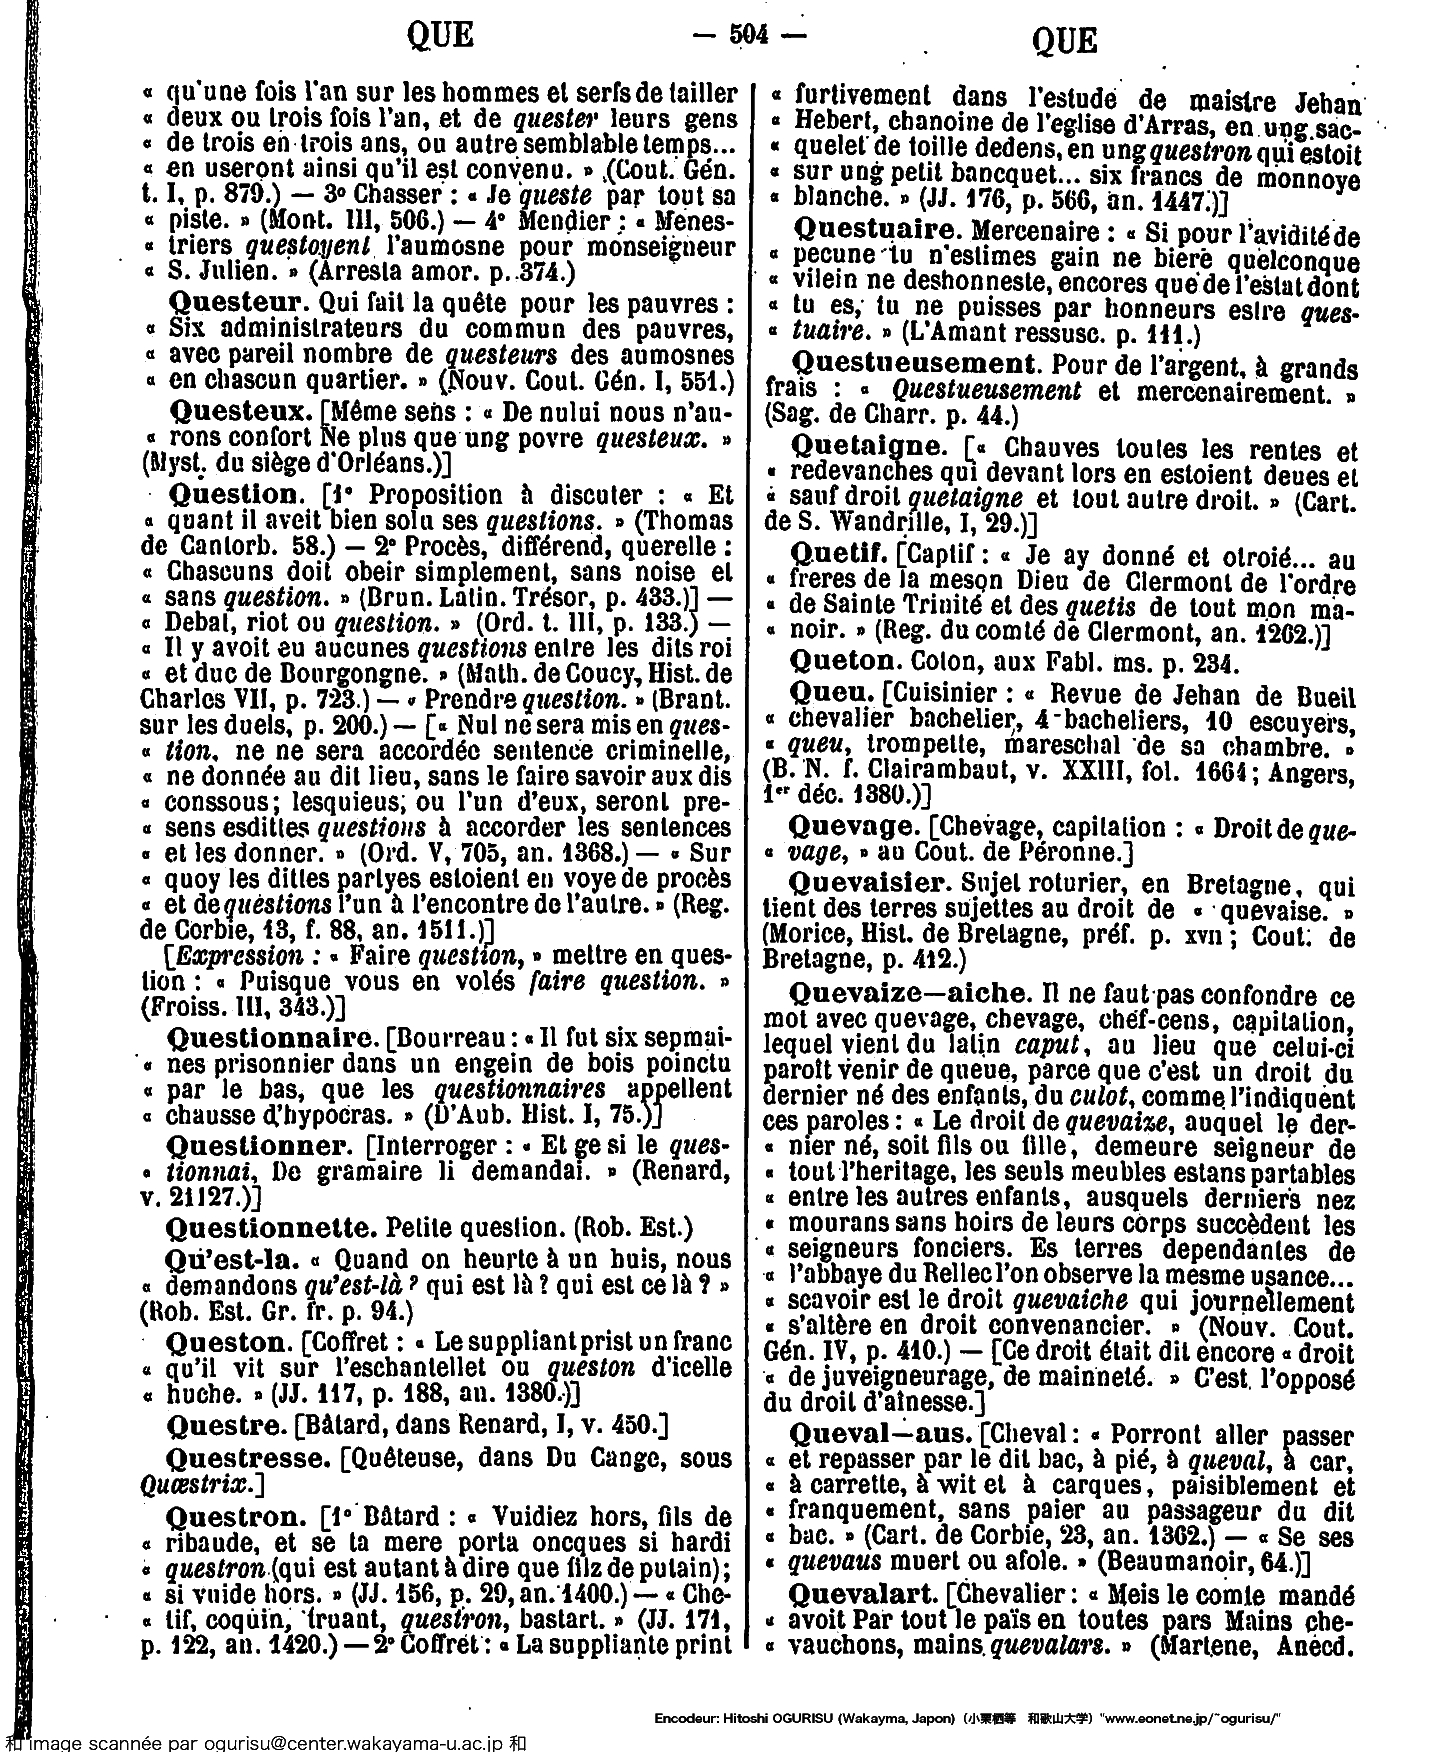 QUE — 504 — QUE
« qu'une fois l'an sur les hommes et serfs de tailler
« deux ou trois fois l'an, et de quester leurs gens
« de trois en trois ans, ou autre semblable temps...
« en useront ainsi qu'il est convenu. » (Cout. Gén.
t. I, p. 879.) — 3º Chasser : « Je queste par tout sa
« piste. » (Mont. III, 506.) — 4º Mendier : « Menes-
« triers questoyent l'aumosne pour monseigneur
« S. Julien. » (Arresta amor. p. 374.)
Questeur. Qui fait la quête pour les pauvres :
« Six administrateurs du commun des pauvres,
« avec pareil nombre de questeurs des aumosnes
« en chascun quartier. » (Nouv. Cout. Gén. I, 551.)
Questeux. [Même sens : « De nului nous n'au-
« rons confort Ne plus que ung povre questeux. »
(Myst. du siège d'Orléans.)]
Question. [1º Proposition à discuter : « Et
« quant il aveit bien solu ses questions. » (Thomas
de Cantorb. 58.) — 2º Procès, différend, querelle :
« Chascuns doit obeir simplement, sans noise et
« sans question. » (Brun. Latin. Trésor, p. 433.)] —
« Debat, riot ou question. » (Ord. t. III, p. 133.) —
« Il y avoit eu aucunes questions entre les dits roi
« et duc de Bourgongne. » (Math. de Coucy, Hist. de
Charles VII, p. 723.) — « Prendre question. » (Brant.
sur les duels, p. 200.) — [« Nul ne sera mis en ques-
« tion, ne ne sera accordée sentence criminelle,
« ne donnée au dit lieu, sans le faire savoir aux dis
« conssous ; lesquieus, ou l'un d'eux, seront pre-
« sens esdittes questions à accorder les sentences
« et les donner. » (Ord. V, 705, an. 1368.) — « Sur
« quoy les dittes partyes estoient en voye de procès
« et de questions l'un à l'encontre de l'autre. » (Reg.
de Corbie, 13, f. 88, an. 1511.)]
[Expression : « Faire question, » mettre en ques-
tion : « Puisque vous en volés faire question. »
(Froiss. III, 343.)]
Questionnaire. [Bourreau : « Il fut six sepmai-
« nes prisonnier dans un engein de bois poinctu
« par le bas, que les questionnaires appellent
« chausse d'hypocras. » (D'Aub. Hist. I, 75.)]
Questionner. [Interroger : « Et ge si le ques-
« tionnai, De gramaire li demandai. » (Renard,
v. 21127.)]
Questionnette. Petite question. (Rob. Est.)
Qu'est-la. « Quand on heurte à un huis, nous
« demandons qu'est-là ? qui est là ? qui est ce là ? »
(Rob. Est. Gr. fr. p. 94.)
Queston. [Coffret : « Le suppliant prist un franc
« qu'il vit sur l'eschantellet ou queston d'icelle
« huche. » (JJ. 117, p. 188, an. 1380.)]
Questre. [Bâtard, dans Renard, I, v. 450.]
Questresse. [Quêteuse, dans Du Cange, sous
Quæstrix.]
Questron. [1º Bâtard : « Vuidiez hors, fils de
« ribaude, et se ta mere porta oncques si hardi
« questron (qui est autant à dire que filz de putain) ;
« si vuide hors. » (JJ. 156, p. 29, an. 1400.) — « Che-
« tif, coquin, truant, questron, bastart. » (JJ. 171,
p. 122, an. 1420.) — 2º Coffret : « La suppliante print
« furtivement dans l'estude de maistre Jehan
« Hebert, chanoine de l'eglise d'Arras, en ung sac-
« quelet de toille dedens, en ung questron qui estoit
« sur ung petit bancquet... six francs de monnoye
« blanche. » (JJ. 176, p. 566, an. 1447.)]
Questuaire. Mercenaire : « Si pour l'avidité de
« pecune tu n'estimes gain ne biere quelconque
« vilein ne deshonneste, encores que de l'estat dont
« tu es, tu ne puisses par honneurs estre ques-
« tuaire. » (L'Amant ressusc. p. 111.)
Questueusement. Pour de l'argent, à grands
frais : « Questueusement et mercenairement. »
(Sag. de Charr. p. 44.)
Quetaigne. [« Chauves toutes les rentes et
« redevanches qui devant lors en estoient deues et
« sauf droit quetaigne et tout autre droit. » (Cart.
de S. Wandrille, I, 29.)]
Quetif. [Captif : « Je ay donné et otroié... au
« freres de la meson Dieu de Clermont de l'ordre
« de Sainte Trinité et des quetis de tout mon ma-
« noir. » (Reg. du comté de Clermont, an. 1262.)]
Queton. Coton, aux Fabl. ms. p. 234.
Queu. [Cuisinier : « Revue de Jehan de Bueil
« chevalier bachelier, 4 bacheliers, 10 escuyers,
« queu, trompette, mareschal de sa chambre. »
(B. N. f. Clairambaut, v. XXIII, fol. 1664 ; Angers,
1er déc. 1380.)]
Quevage. [Chevage, capitation : « Droit de que-
« vage, » au Cout. de Péronne.]
Quevaisier. Sujet roturier, en Bretagne, qui
tient des terres sujettes au droit de « quevaise. »
(Morice, Hist. de Bretagne, préf. p. XVII ; Cout. de
Bretagne, p. 412.)
Quevaize—aiche. Il ne faut pas confondre ce
mot avec quevage, chevage, chef-cens, capitation,
lequel vient du latin caput, au lieu que celui-ci
paroît venir de queue, parce que c'est un droit du
dernier né des enfants, du culot, comme l'indiquent
ces paroles : « Le droit de quevaize, auquel le der-
« nier né, soit fils ou fille, demeure seigneur de
« tout l'heritage, les seuls meubles estans partables
« entre les autres enfants, ausquels derniers nez
« mourans sans hoirs de leurs corps succèdent les
« seigneurs fonciers. Es terres dependantes de
« l'abbaye du Rellec l'on observe la mesme usance...
« scavoir est le droit quevaiche qui journellement
« s'altère en droit convenancier. » (Nouv. Cout.
Gén. IV, p. 410.) — [Ce droit était dit encore « droit
« de juveigneurage, de mainneté. » C'est l'opposé
du droit d'aînesse.]
Queval—aus. [Cheval : « Porront aller passer
« et repasser par le dit bac, à pié, à queval, à car,
« à carrette, à wit et à carques, paisiblement et
« franquement, sans paier au passageur du dit
« bac. » (Cart. de Corbie, 23, an. 1362.) — « Se ses
« quevaus muert ou afole. » (Beaumanoir, 64.)]
Quevalart. [Chevalier : « Meis le comte mandé
« avoit Par tout le païs en toutes pars Mains che-
« vauchons, mains quevalars. » (Martene, Anecd.
Encodeur: Hitoshi OGURISU (Wakayma, Japon) (小栗栖等 和歌山大学) "www.eonet.ne.jp/~ogurisu/"
和 image scannée par ogurisu@center.wakayama-u.ac.jp 和